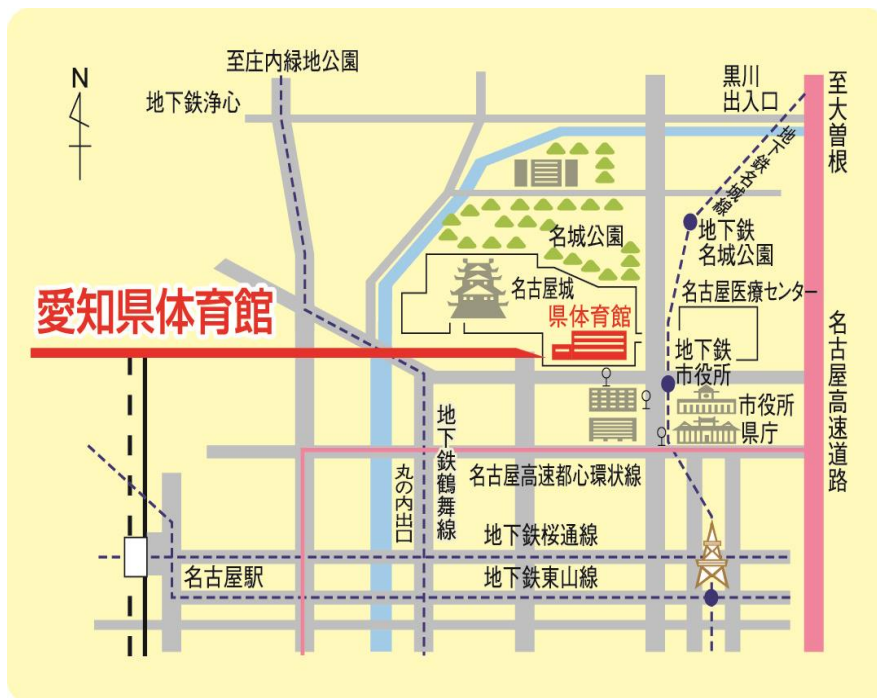 至庄内緑地公園
N
地下鉄浄心
黒川
出入口
至大曽根
地下鉄名城線
地下鉄
名城公園
名城公園
名古屋城
名古屋医療センター
愛知県体育館
県体育館
地下鉄
市役所
市役所
県庁
名古屋高速道路
地下鉄鶴舞線
丸の内出口
名古屋高速都心環状線
地下鉄桜通線
名古屋駅
地下鉄東山線